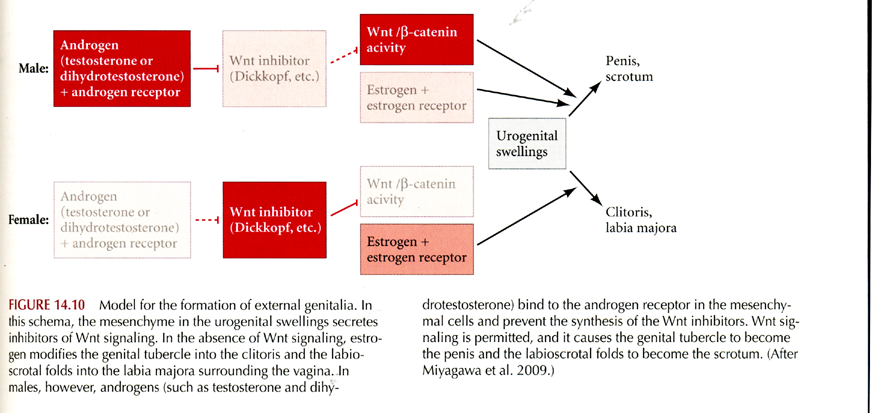 Male:
Androgen
(testosterone or
dihydrotestosterone)
+ androgen receptor
Wnt inhibitor
(Dickkopf, etc.)
Wnt /β-catenin
acivity
Estrogen +
estrogen receptor
Urogenital
swellings
Penis,
scrotum
Female:
Androgen
(testosterone or
dihydrotestosterone)
+ androgen receptor
Wnt inhibitor
(Dickkopf, etc.)
Wnt /β-catenin
acivity
Estrogen +
estrogen receptor
Clitoris,
labia majora
FIGURE 14.10 Model for the formation of external genitalia. In
this schema, the mesenchyme in the urogenital swellings secretes
inhibitors of Wnt signaling. In the absence of Wnt signaling, estro-
gen modifies the genital tubercle into the clitoris and the labio-
scrotal folds into the labia majora surrounding the vagina. In
males, however, androgens (such as testosterone and dihy-
drotestosterone) bind to the androgen receptor in the mesenchy-
mal cells and prevent the synthesis of the Wnt inhibitors. Wnt sig-
naling is permitted, and it causes the genital tubercle to become
the penis and the labioscrotal folds to become the scrotum. (After
Miyagawa et al. 2009.)